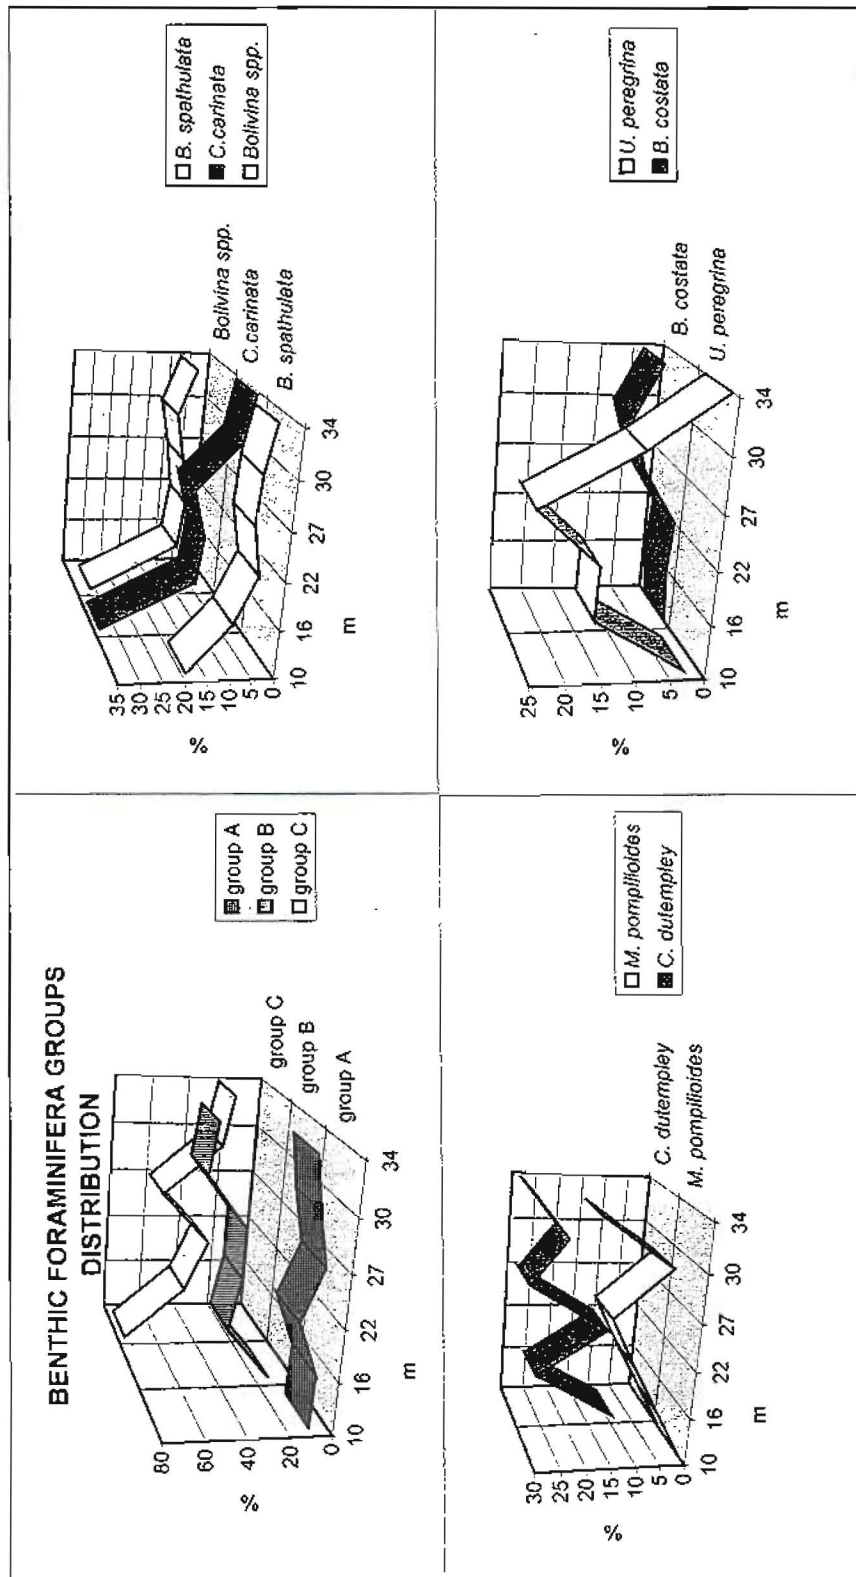 BENTHIC FORAMINIFERA GROUPS
DISTRIBUTION
%
80
60
40
20
0
10
16
22
27
30
34
m
group C
group B
group A
group A
group B
group C
%
35
30
25
20
15
10
5
0
10
16
22
27
30
34
m
Bolivina spp.
C.carinata
B. spathulata
B. spathulata
C.carinata
Bolivina spp.
%
30
25
20
15
10
5
0
10
16
22
27
30
34
m
C. dutempley
M. pompilioides
M. pompilioides
C. dutempley
%
25
20
15
10
5
0
10
16
22
27
30
34
m
B. costata
U. peregrina
U. peregrina
B. costata